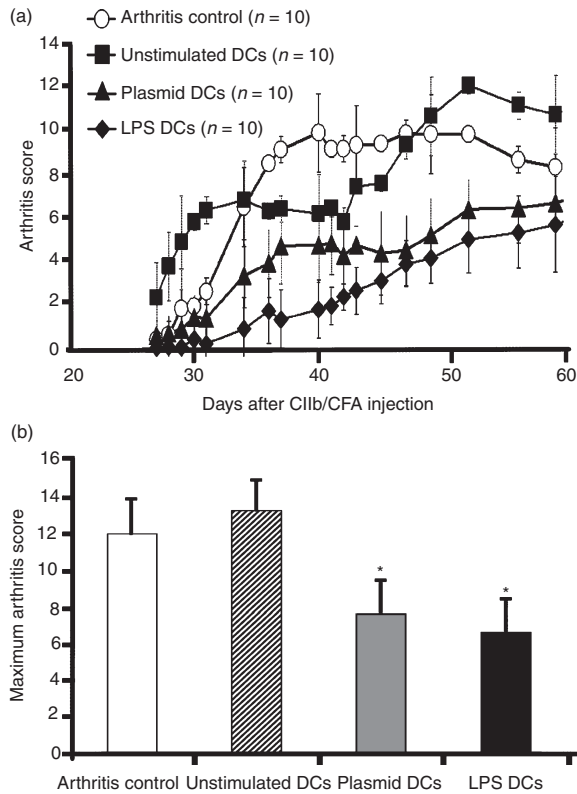 (a)
Arthritis control (n = 10)
Unstimulated DCs (n = 10)
Plasmid DCs (n = 10)
LPS DCs (n = 10)
14
12
10
8
6
4
2
0
Arthritis score
20 30 40 50 60
Days after CIIb/CFA injection
(b)
16
14
12
10
8
6
4
2
0
Maximum arthritis score
* *
Arthritis control Unstimulated DCs Plasmid DCs LPS DCs